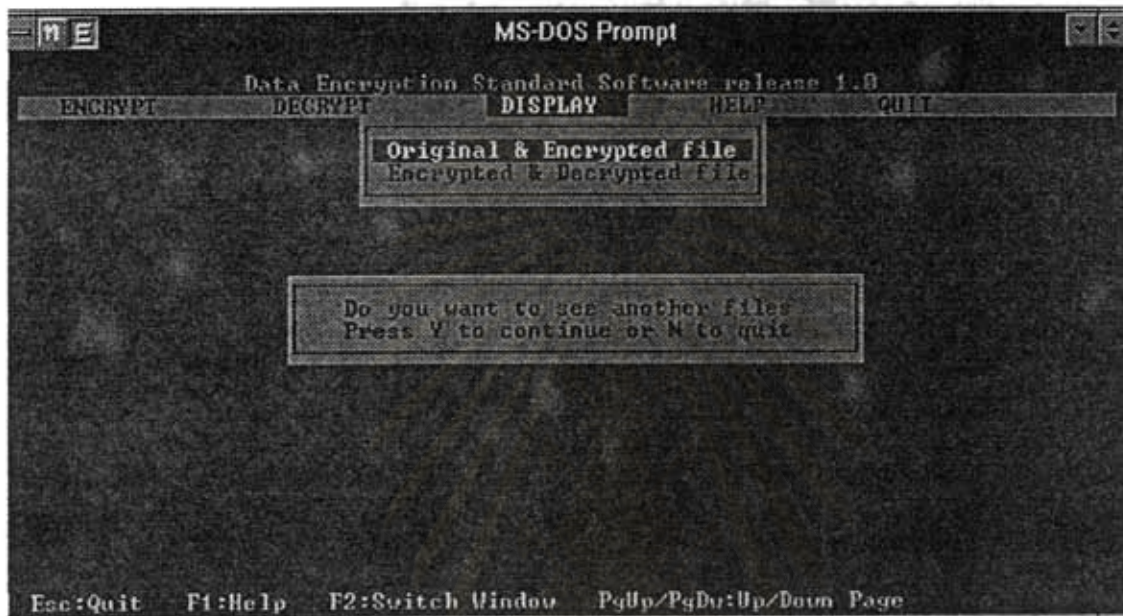 MS-DOS Prompt
Data Encryption Standard Software release 1.0
ENCRYPT DECRYPT DISPLAY HELP QUIT
Original & Encrypted file
Encrypted & Decrypted file
Do you want to see another files
Press Y to continue or N to quit
Esc:Quit F1:Help F2:Switch Window PgUp/PgDw:Up/Down Page